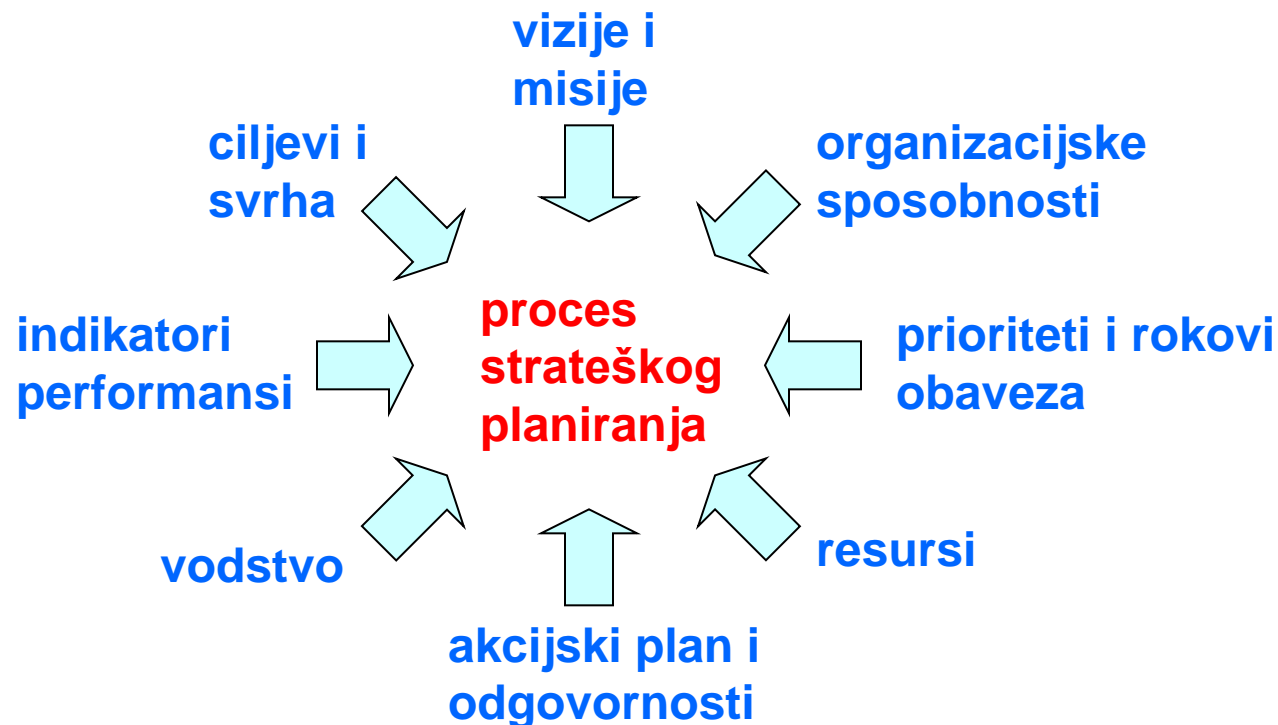 vizije i
misije
ciljevi i
svrha
organizacijske
sposobnosti
indikatori
performansi
proces
strateškog
planiranja
prioriteti i rokovi
obaveza
vodstvo
resursi
akcijski plan i
odgovornosti